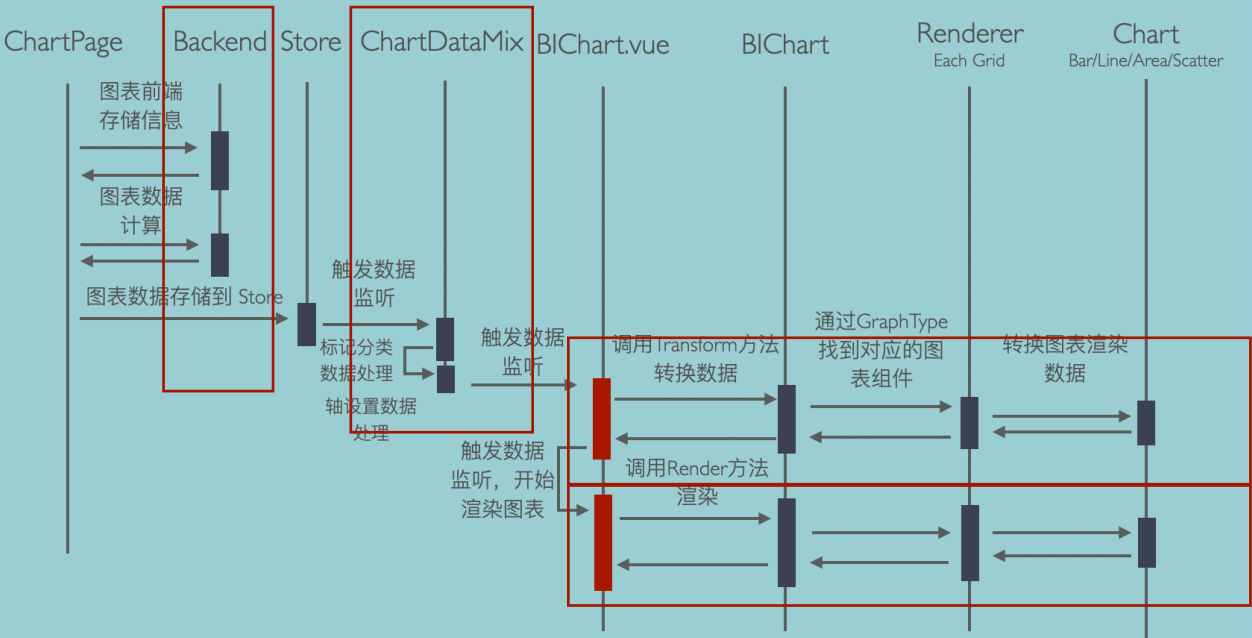 ChartPage
Backend
Store
ChartDataMix
BIChart.vue
BIChart
Renderer
Each Grid
Chart
Bar/Line/Area/Scatter
图表前端
存储信息
图表数据
计算
图表数据存储到 Store
触发数据
监听
标记分类
数据处理
轴设置数据
处理
触发数据
监听
调用Transform方法
转换数据
通过GraphType
找到对应的图
表组件
转换图表渲染
数据
触发数据
监听，开始
渲染图表
调用Render方法
渲染